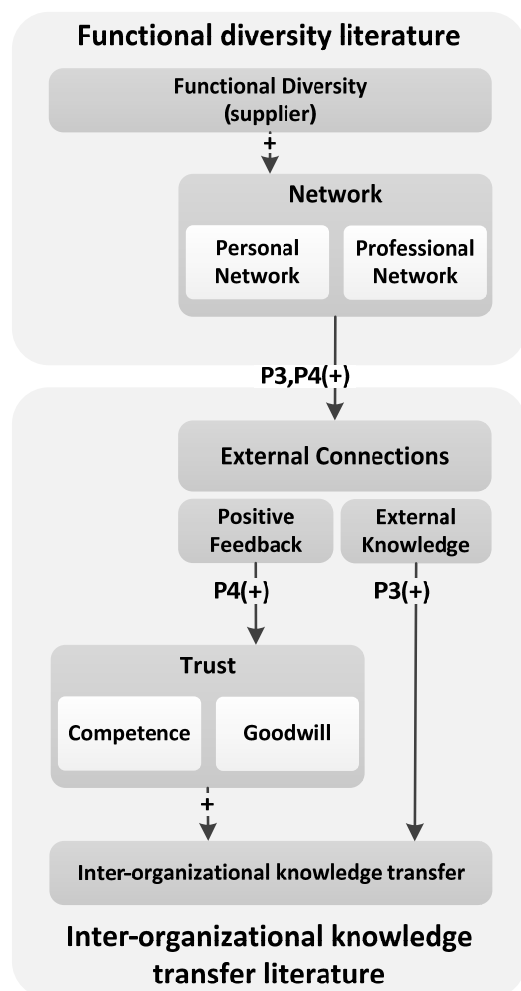 Functional diversity literature
Functional Diversity
(supplier)
+
Network
Personal
Network
Professional
Network
P3,P4(+)
External Connections
Positive
Feedback
External
Knowledge
P4(+)
P3(+)
Trust
Competence
Goodwill
+
Inter-organizational knowledge transfer
Inter-organizational knowledge
transfer literature